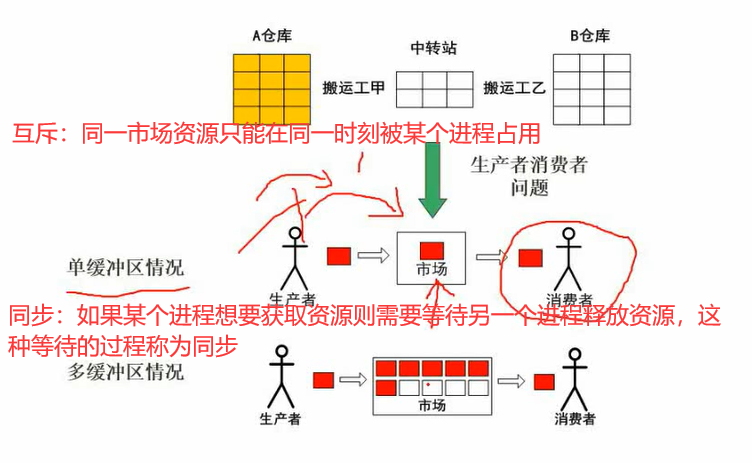 A仓库
中转站
B仓库
搬运工甲
搬运工乙
互斥：同一市场资源只能在同一时刻被某个进程占用
生产者消费者
问题
单缓冲区情况
市场
生产者
消费者
同步：如果某个进程想要获取资源则需要等待另一个进程释放资源，这
种等待的过程称为同步
多缓冲区情况
市场
生产者
消费者